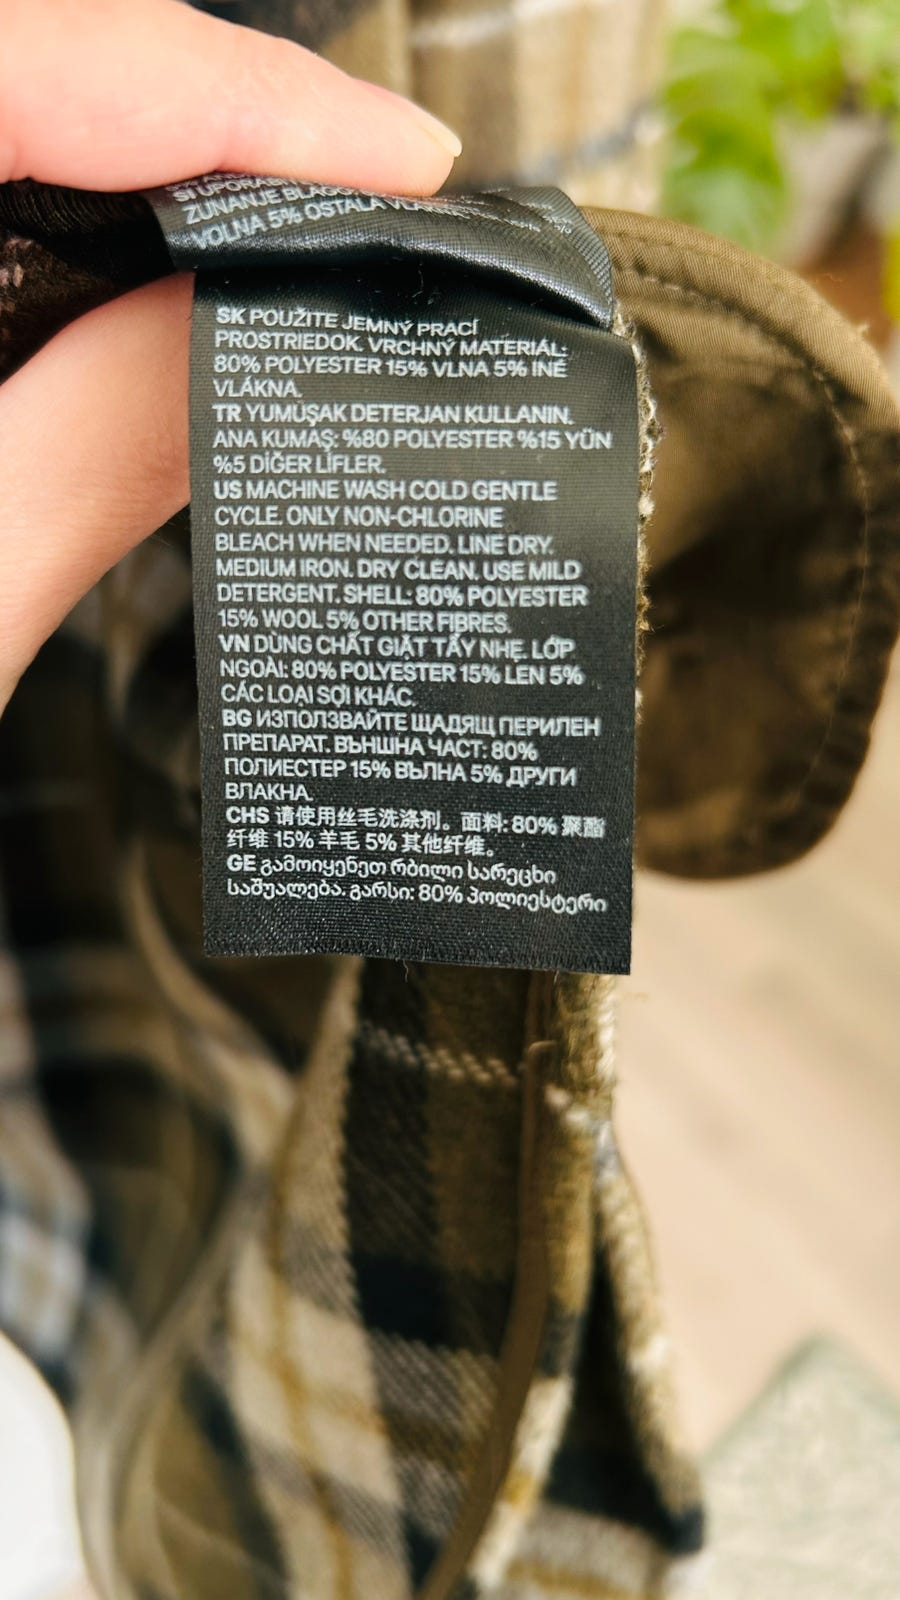 ZUNANJE BLAGO
VOLNA 5% OSTALA
SK POUŽITE JEMNÝ PRACÍ
PROSTRIEDOK. VRCHNÝ MATERIÁL:
80% POLYESTER 15% VLNA 5% INÉ
VLÁKNA.
TR YUMUŞAK DETERJAN KULLANIN.
ANA KUMAŞ: %80 POLYESTER %15 YÜN
%5 DİĞER LİFLER.
US MACHINE WASH COLD GENTLE
CYCLE. ONLY NON-CHLORINE
BLEACH WHEN NEEDED. LINE DRY.
MEDIUM IRON. DRY CLEAN. USE MILD
DETERGENT. SHELL: 80% POLYESTER
15% WOOL 5% OTHER FIBRES.
VN DÙNG CHẤT GIẶT TẨY NHẸ. LỚP
NGOÀI: 80% POLYESTER 15% LEN 5%
CÁC LOẠI SỢI KHÁC.
BG ИЗПОЛЗВАЙТЕ ЩАДЯЩ ПЕРИЛЕН
ПРЕПАРАТ. ВЪНШНА ЧАСТ: 80%
ПОЛИЕСТЕР 15% ВЪЛНА 5% ДРУГИ
ВЛАКНА.
CHS 请使用丝毛洗涤剂。面料: 80% 聚酯
纤维 15% 羊毛 5% 其他纤维。
GE გამოიყენეთ რბილი სარეცხი
საშუალება. გარსი: 80% პოლიესტერი